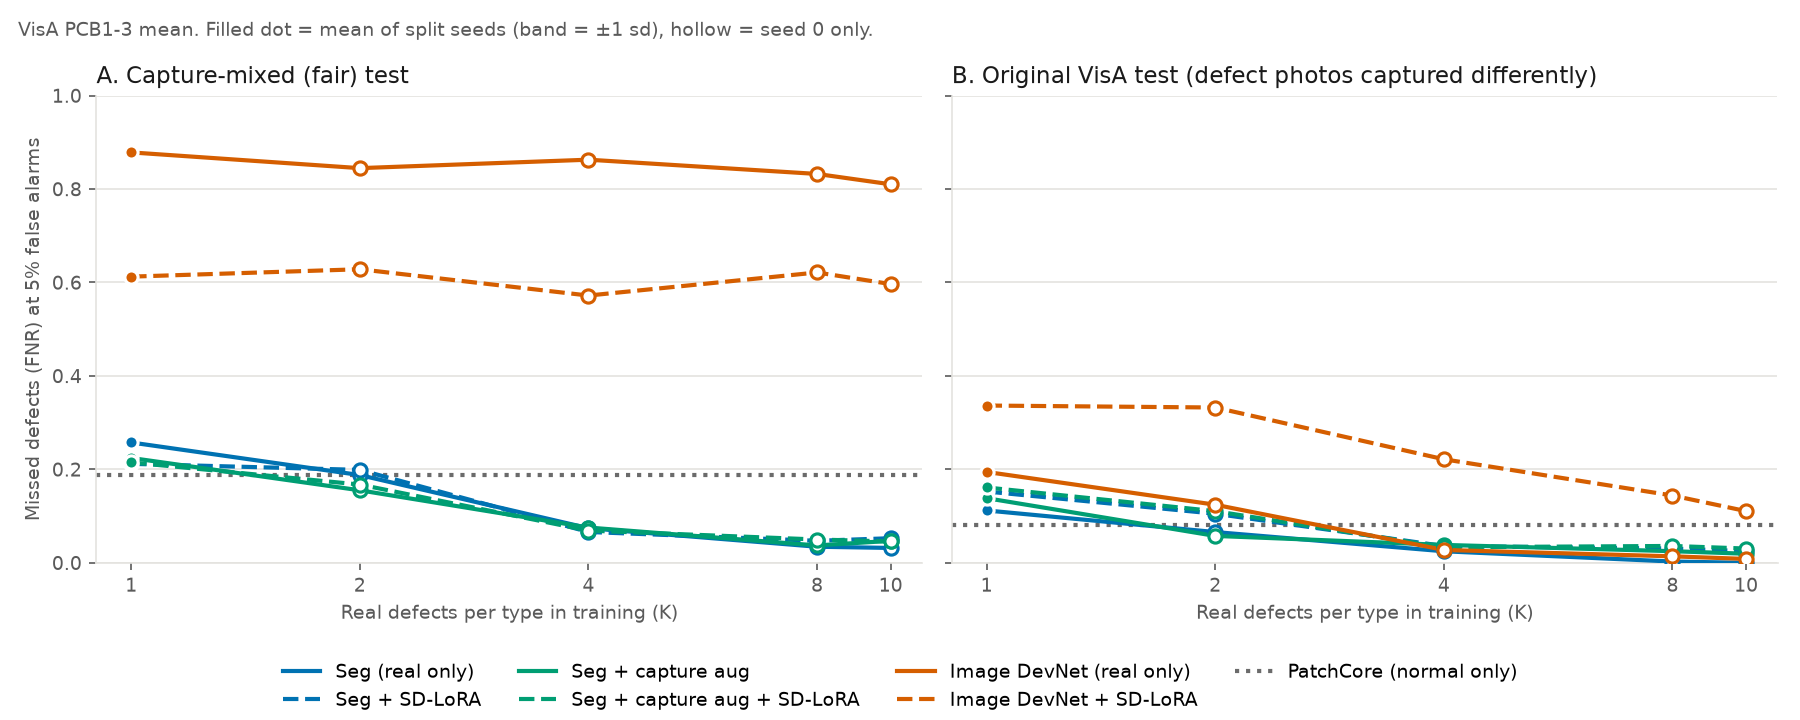 VisA PCB1-3 mean. Filled dot = mean of split seeds (band = ±1 sd), hollow = seed 0 only.
A. Capture-mixed (fair) test
B. Original VisA test (defect photos captured differently)
Missed defects (FNR) at 5% false alarms
1.0
0.8
0.6
0.4
0.2
0.0
1 2 4 8 10
Real defects per type in training (K)
1 2 4 8 10
Real defects per type in training (K)
Seg (real only)
Seg + SD-LoRA
Seg + capture aug
Seg + capture aug + SD-LoRA
Image DevNet (real only)
Image DevNet + SD-LoRA
PatchCore (normal only)